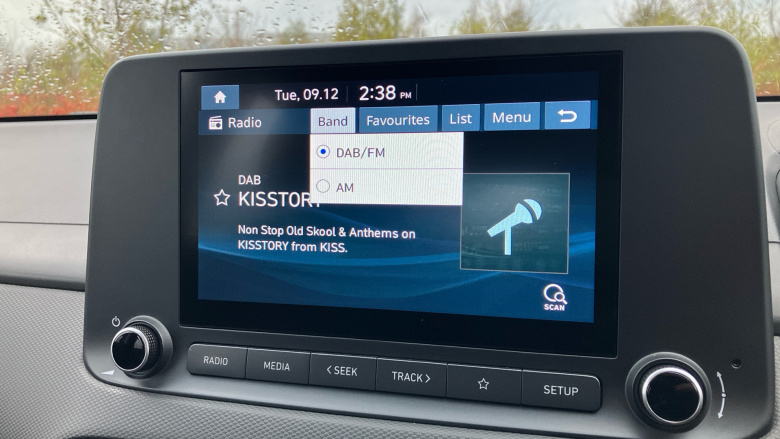 Tue, 09.12 2:38 PM
Radio Band Favourites List Menu
DAB/FM
AM
DAB
KISSTORY
Non Stop Old Skool & Anthems on
KISSTORY from KISS.
SCAN
RADIO MEDIA < SEEK TRACK > SETUP